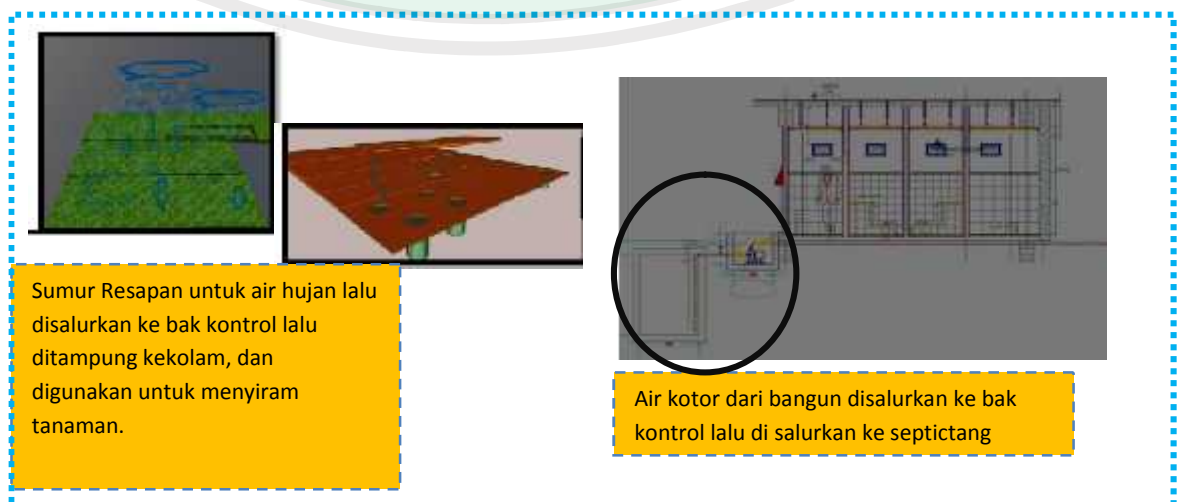 Sumur Resapan untuk air hujan lalu
disalurkan ke bak kontrol lalu
ditampung kekolam, dan
digunakan untuk menyiram
tanaman.
Air kotor dari bangun disalurkan ke bak
kontrol lalu di salurkan ke septictang